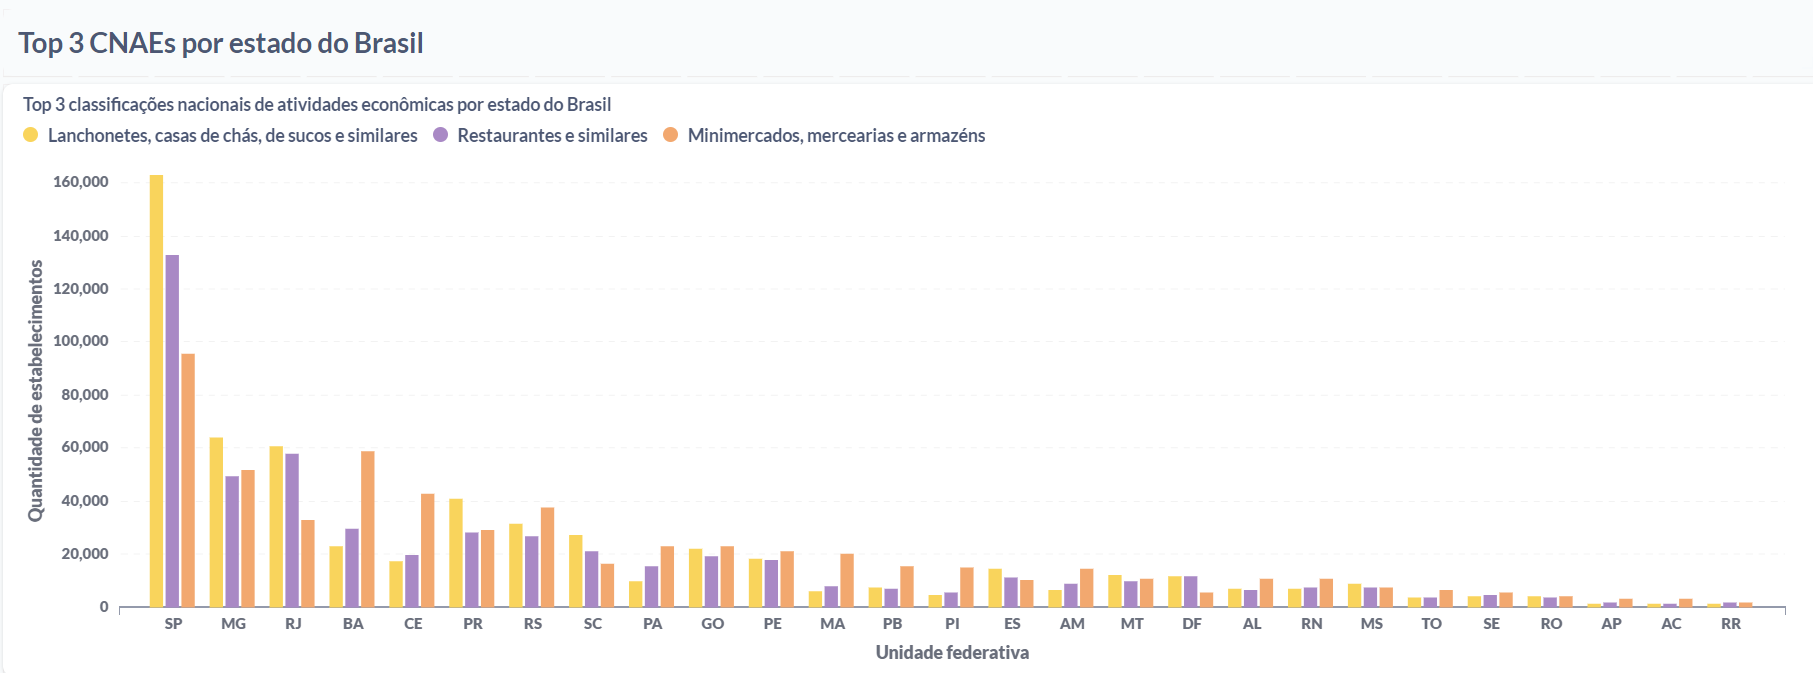 Top 3 CNAEs por estado do Brasil
Top 3 classificações nacionais de atividades econômicas por estado do Brasil
Lanchonetes, casas de chás, de sucos e similares Restaurantes e similares Minimercados, mercearias e armazéns
160,000
140,000
120,000
100,000
80,000
60,000
40,000
20,000
0
Quantidade de estabelecimentos
SP MG RJ BA CE PR RS SC PA GO PE MA PB PI ES AM MT DF AL RN MS TO SE RO AP AC RR
Unidade federativa